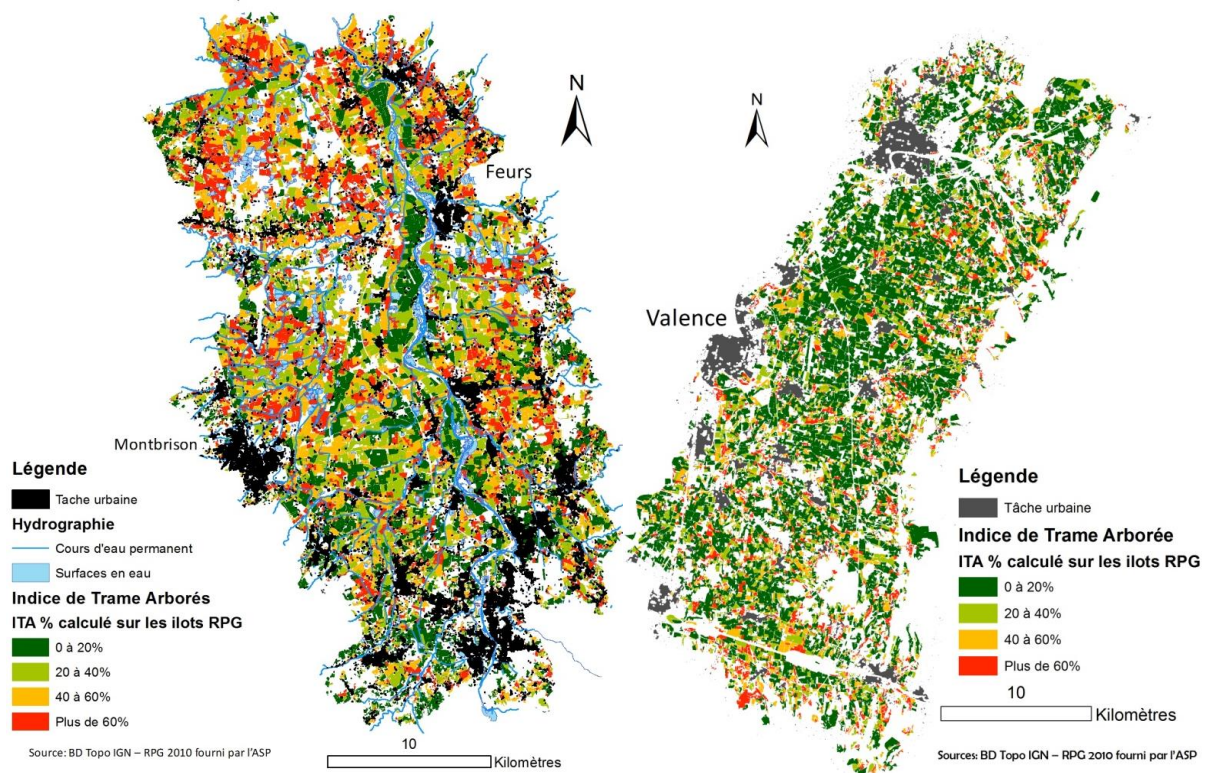 N
Feurs
Montbrison
Légende
Tache urbaine
Hydrographie
Cours d'eau permanent
Surfaces en eau
Indice de Trame Arborés
ITA % calculé sur les ilots RPG
0 à 20%
20 à 40%
40 à 60%
Plus de 60%
Source: BD Topo IGN – RPG 2010 fourni par l'ASP
10
Kilomètres
N
Valence
Légende
Tâche urbaine
Indice de Trame Arborée
ITA % calculé sur les ilots RPG
0 à 20%
20 à 40%
40 à 60%
Plus de 60%
10
Kilomètres
Sources: BD Topo IGN – RPG 2010 fourni par l'ASP